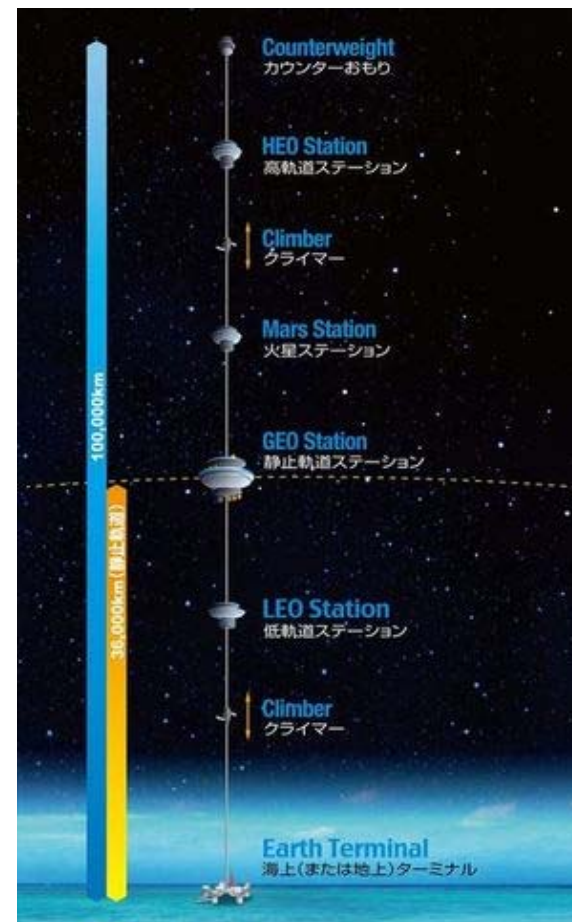 Counterweight
カウンターおもり
HEO Station
高軌道ステーション
Climber
クライマー
Mars Station
火星ステーション
100,000km
GEO Station
静止軌道ステーション
36,000km(静止軌道)
LEO Station
低軌道ステーション
Climber
クライマー
Earth Terminal
海上(または地上)ターミナル